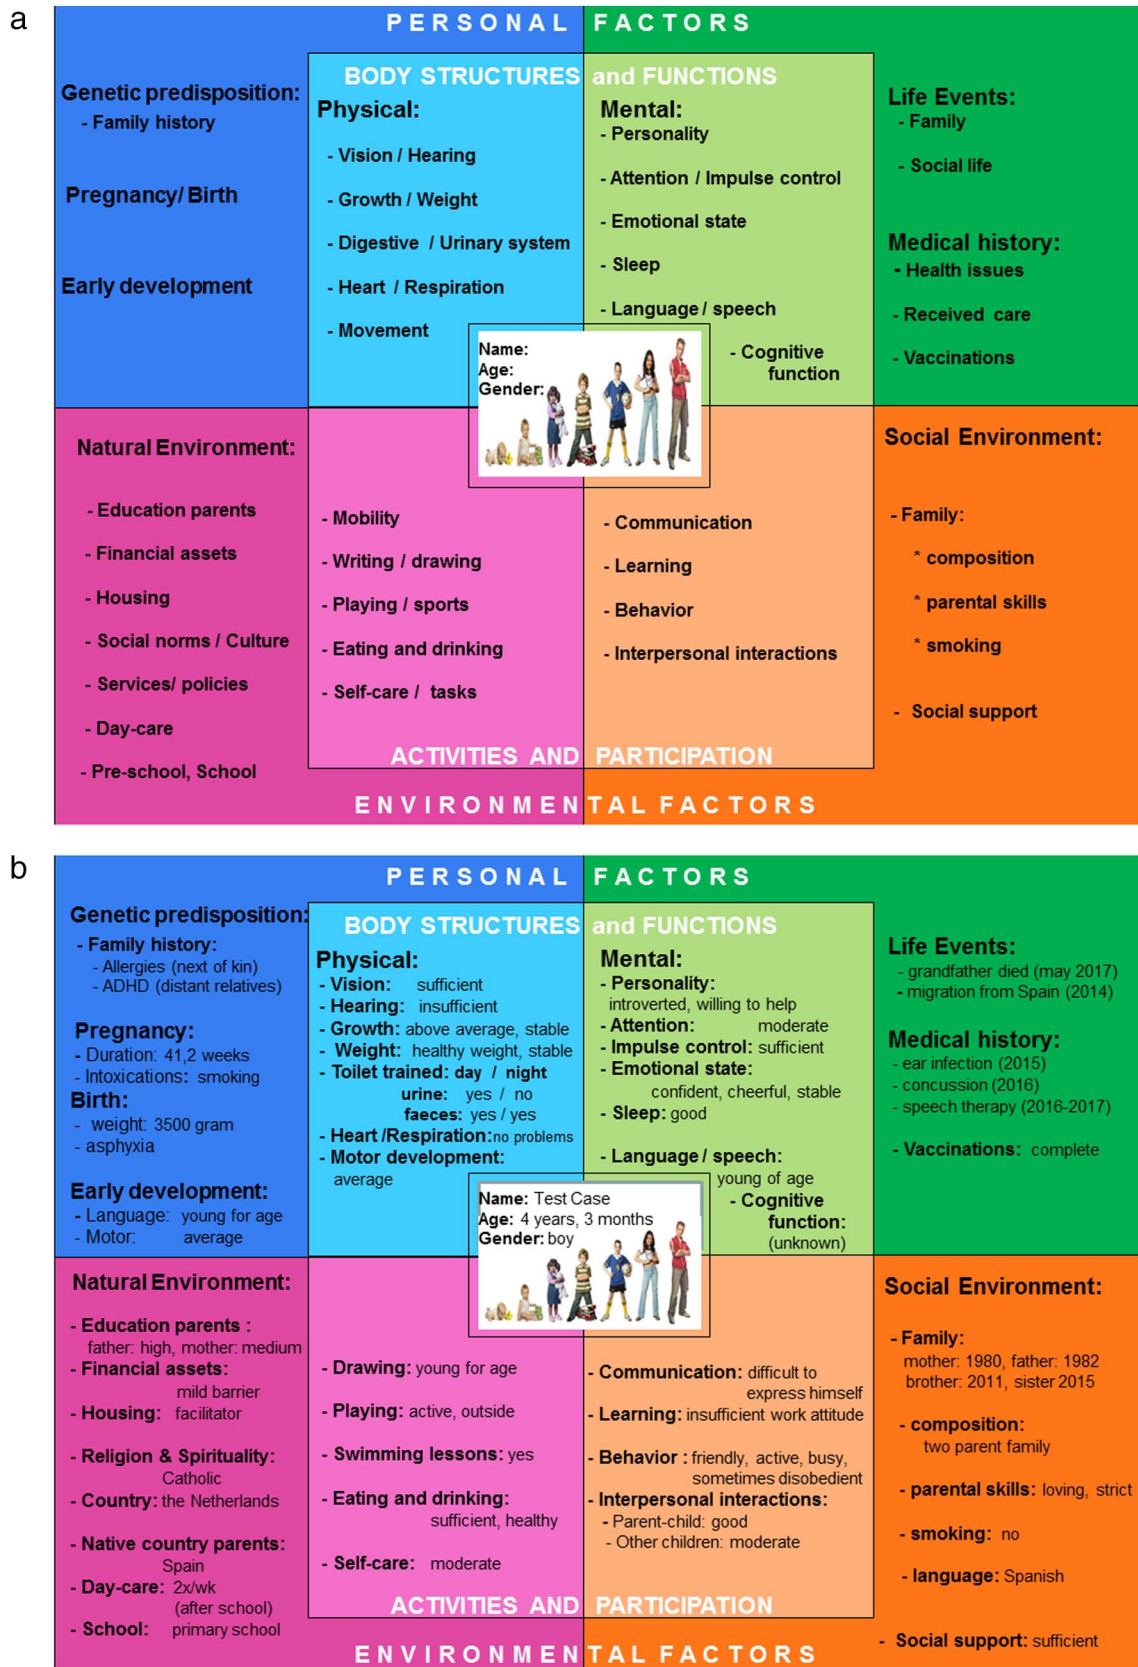 a
PERSONAL FACTORS
Genetic predisposition:
- Family history
Pregnancy/ Birth
Early development
BODY STRUCTURES and FUNCTIONS
Physical:
- Vision / Hearing
- Growth / Weight
- Digestive / Urinary system
- Heart / Respiration
- Movement
Mental:
- Personality
- Attention / Impulse control
- Emotional state
- Sleep
- Language / speech
- Cognitive
function
Life Events:
- Family
- Social life
Medical history:
- Health issues
- Received care
- Vaccinations
Name:
Age:
Gender:
Natural Environment:
- Education parents
- Financial assets
- Housing
- Social norms / Culture
- Services/ policies
- Day-care
- Pre-school, School
- Mobility
- Writing / drawing
- Playing / sports
- Eating and drinking
- Self-care / tasks
- Communication
- Learning
- Behavior
- Interpersonal interactions
ACTIVITIES AND PARTICIPATION
Social Environment:
- Family:
* composition
* parental skills
* smoking
- Social support
ENVIRONMENTAL FACTORS
b
PERSONAL FACTORS
Genetic predisposition:
- Family history:
- Allergies (next of kin)
- ADHD (distant relatives)
Pregnancy:
- Duration: 41,2 weeks
- Intoxications: smoking
Birth:
- weight: 3500 gram
- asphyxia
Early development:
- Language: young for age
- Motor: average
BODY STRUCTURES and FUNCTIONS
Physical:
- Vision: sufficient
- Hearing: insufficient
- Growth: above average, stable
- Weight: healthy weight, stable
- Toilet trained: day / night
urine: yes / no
faeces: yes / yes
- Heart /Respiration: no problems
- Motor development:
average
Mental:
- Personality:
introverted, willing to help
- Attention: moderate
- Impulse control: sufficient
- Emotional state:
confident, cheerful, stable
- Sleep: good
- Language / speech:
young of age
- Cognitive
function:
(unknown)
Life Events:
- grandfather died (may 2017)
- migration from Spain (2014)
Medical history:
- ear infection (2015)
- concussion (2016)
- speech therapy (2016-2017)
- Vaccinations: complete
Name: Test Case
Age: 4 years, 3 months
Gender: boy
Natural Environment:
- Education parents :
father: high, mother: medium
- Financial assets:
mild barrier
- Housing: facilitator
- Religion & Spirituality:
Catholic
- Country: the Netherlands
- Native country parents:
Spain
- Day-care: 2x/wk
(after school)
- School: primary school
- Drawing: young for age
- Playing: active, outside
- Swimming lessons: yes
- Eating and drinking:
sufficient, healthy
- Self-care: moderate
- Communication: difficult to
express himself
- Learning: insufficient work attitude
- Behavior : friendly, active, busy,
sometimes disobedient
- Interpersonal interactions:
- Parent-child: good
- Other children: moderate
ACTIVITIES AND PARTICIPATION
Social Environment:
- Family:
mother: 1980, father: 1982
brother: 2011, sister 2015
- composition:
two parent family
- parental skills: loving, strict
- smoking: no
- language: Spanish
- Social support: sufficient
ENVIRONMENTAL FACTORS